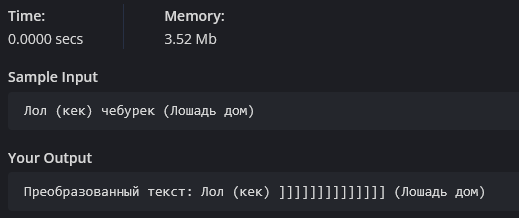 Time: Memory:
0.0000 secs 3.52 Mb
Sample Input
Лол (кек) чебурек (Лошадь дом)
Your Output
Преобразованный текст: Лол (кек) ]]]]]]]]]]]]]] (Лошадь дом)